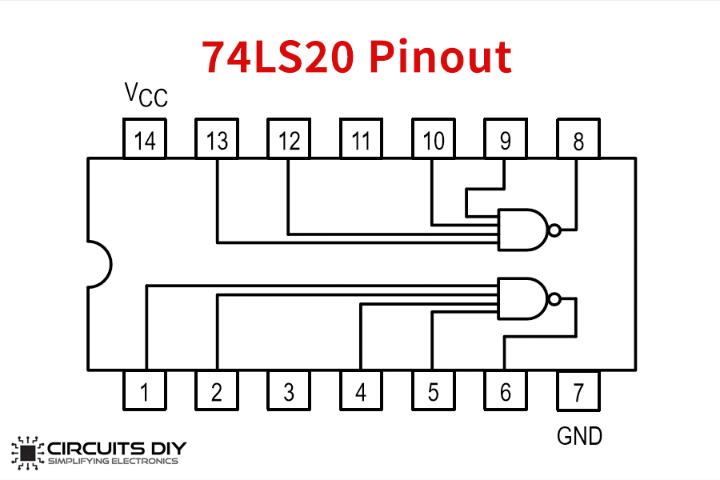 74LS20 Pinout
VCC
14 13 12 11 10 9 8
1 2 3 4 5 6 7
GND
CIRCUITS DIY
SIMPLIFYING ELECTRONICS